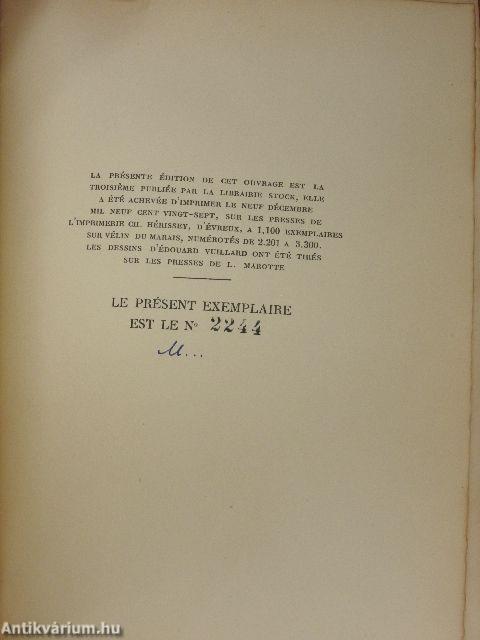 LA PRÉSENTE ÉDITION DE CET OUVRAGE EST LA
TROISIÈME PUBLIÉE PAR LA LIBRAIRIE STOCK, ELLE
A ÉTÉ ACHEVÉE D'IMPRIMER LE NEUF DÉCEMBRE
MIL NEUF CENT VINGT-SEPT, SUR LES PRESSES DE
L'IMPRIMERIE CH. HÉRISSEY, D'ÉVREUX, A 1,100 EXEMPLAIRES
SUR VÉLIN DU MARAIS, NUMÉROTÉS DE 2.201 A 3.300.
LES DESSINS D'ÉDOUARD VUILLARD ONT ÉTÉ TIRÉS
SUR LES PRESSES DE L. MAROTTE
LE PRÉSENT EXEMPLAIRE
EST LE No 2244
M...
Antikvárium.hu